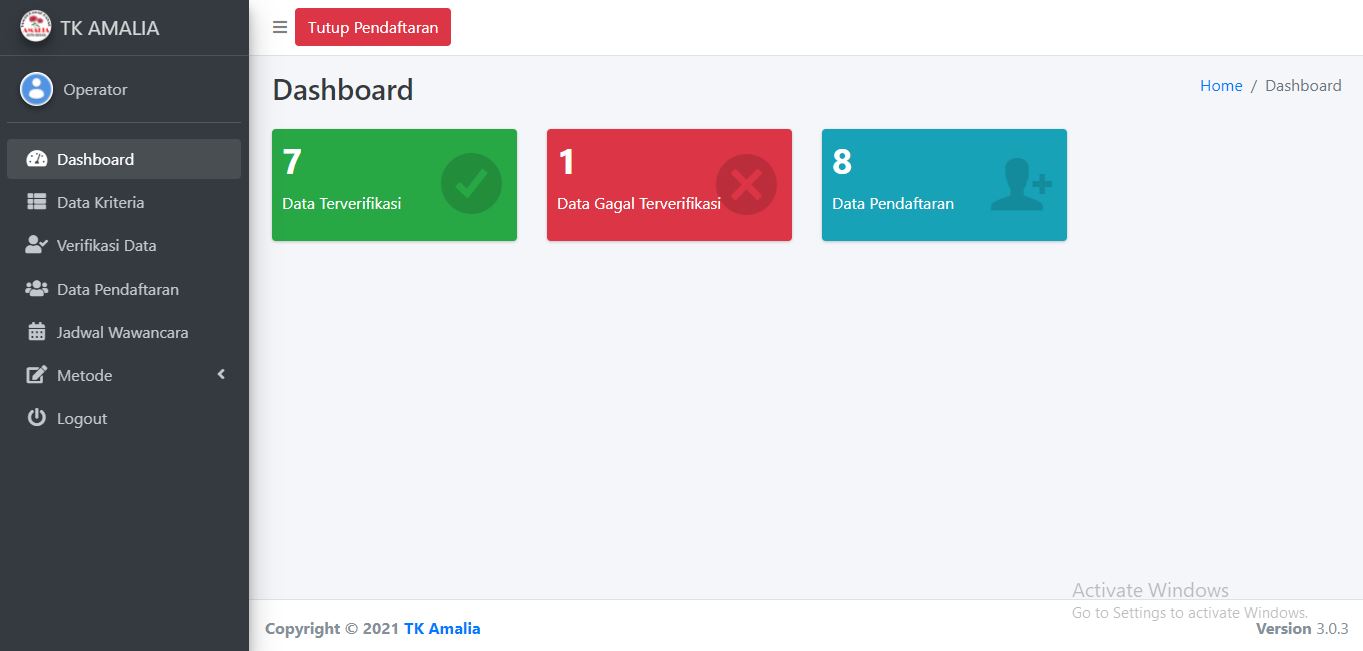 TK AMALIA
Operator
Dashboard
Data Kriteria
Verifikasi Data
Data Pendaftaran
Jadwal Wawancara
Metode
Logout
Tutup Pendaftaran
Dashboard
Home / Dashboard
7
Data Terverifikasi
1
Data Gagal Terverifikasi
8
Data Pendaftaran
Activate Windows
Go to Settings to activate Windows.
Copyright © 2021 TK Amalia
Version 3.0.3